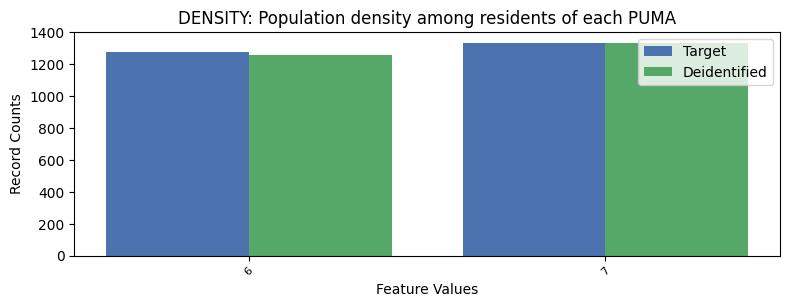 DENSITY: Population density among residents of each PUMA
Record Counts
1400
1200
1000
800
600
400
200
0
Target
Deidentified
6
7
Feature Values